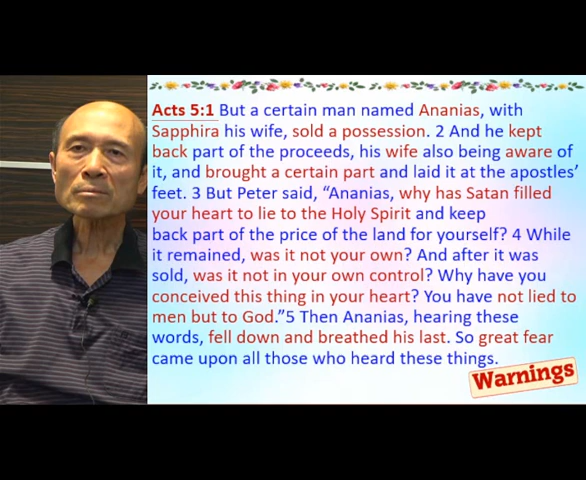 Acts 5:1 But a certain man named Ananias, with
Sapphira his wife, sold a possession. 2 And he kept
back part of the proceeds, his wife also being aware of
it, and brought a certain part and laid it at the apostles’
feet. 3 But Peter said, “Ananias, why has Satan filled
your heart to lie to the Holy Spirit and keep
back part of the price of the land for yourself? 4 While
it remained, was it not your own? And after it was
sold, was it not in your own control? Why have you
conceived this thing in your heart? You have not lied to
men but to God.”5 Then Ananias, hearing these
words, fell down and breathed his last. So great fear
came upon all those who heard these things.
Warnings